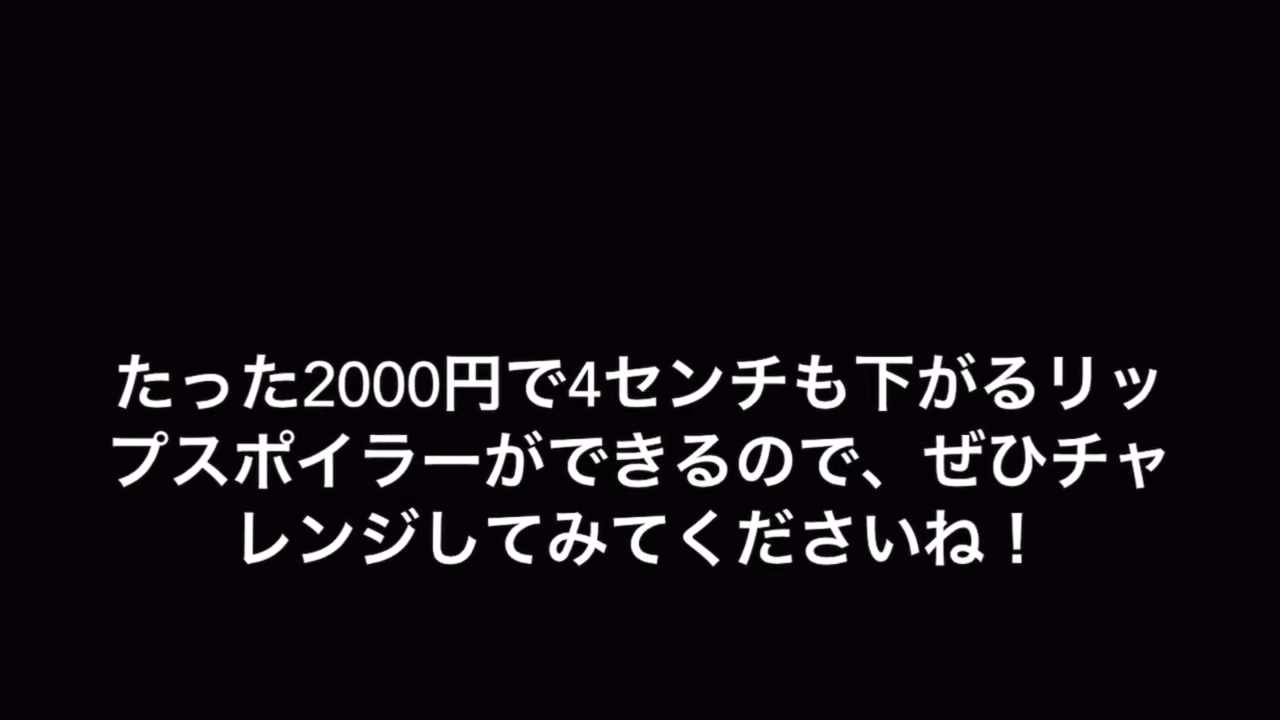 たった2000円で4センチも下がるリッ
プスポイラーができるので、ぜひチャ
レンジしてみてくださいね！